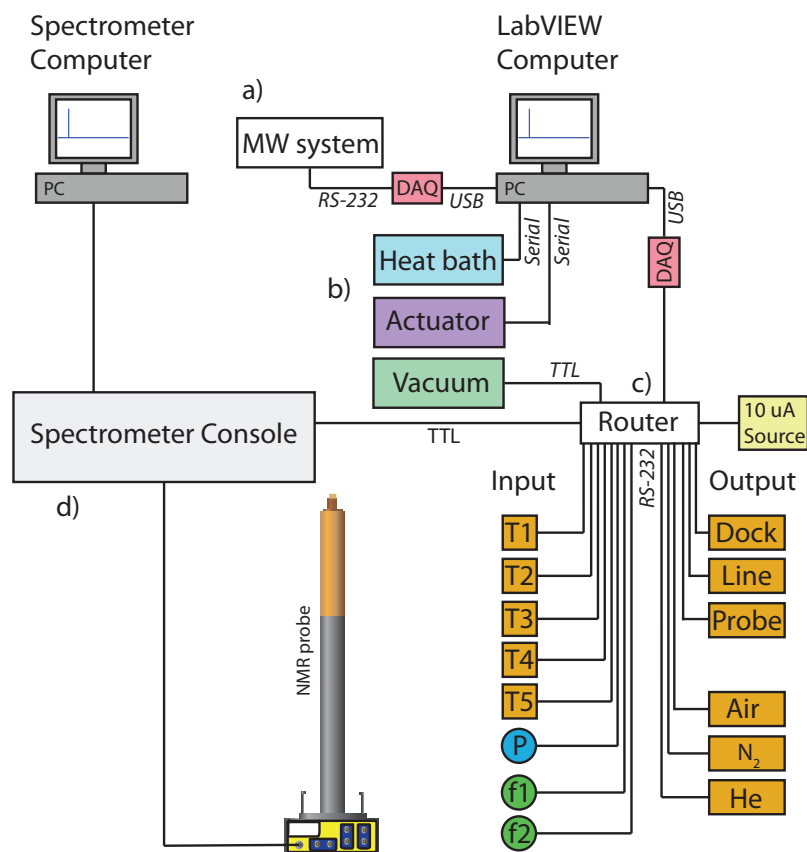 Spectrometer
Computer
LabVIEW
Computer
a)
MW system
PC
RS-232
DAQ
USB
PC
USB
Serial
Serial
DAQ
Heat bath
b)
Actuator
Vacuum
TTL
c)
Router
10 uA
Source
Spectrometer Console
TTL
d)
RS-232
Input
Output
T1
Dock
T2
Line
T3
Probe
T4
T5
Air
P
N2
f1
He
f2
NMR probe